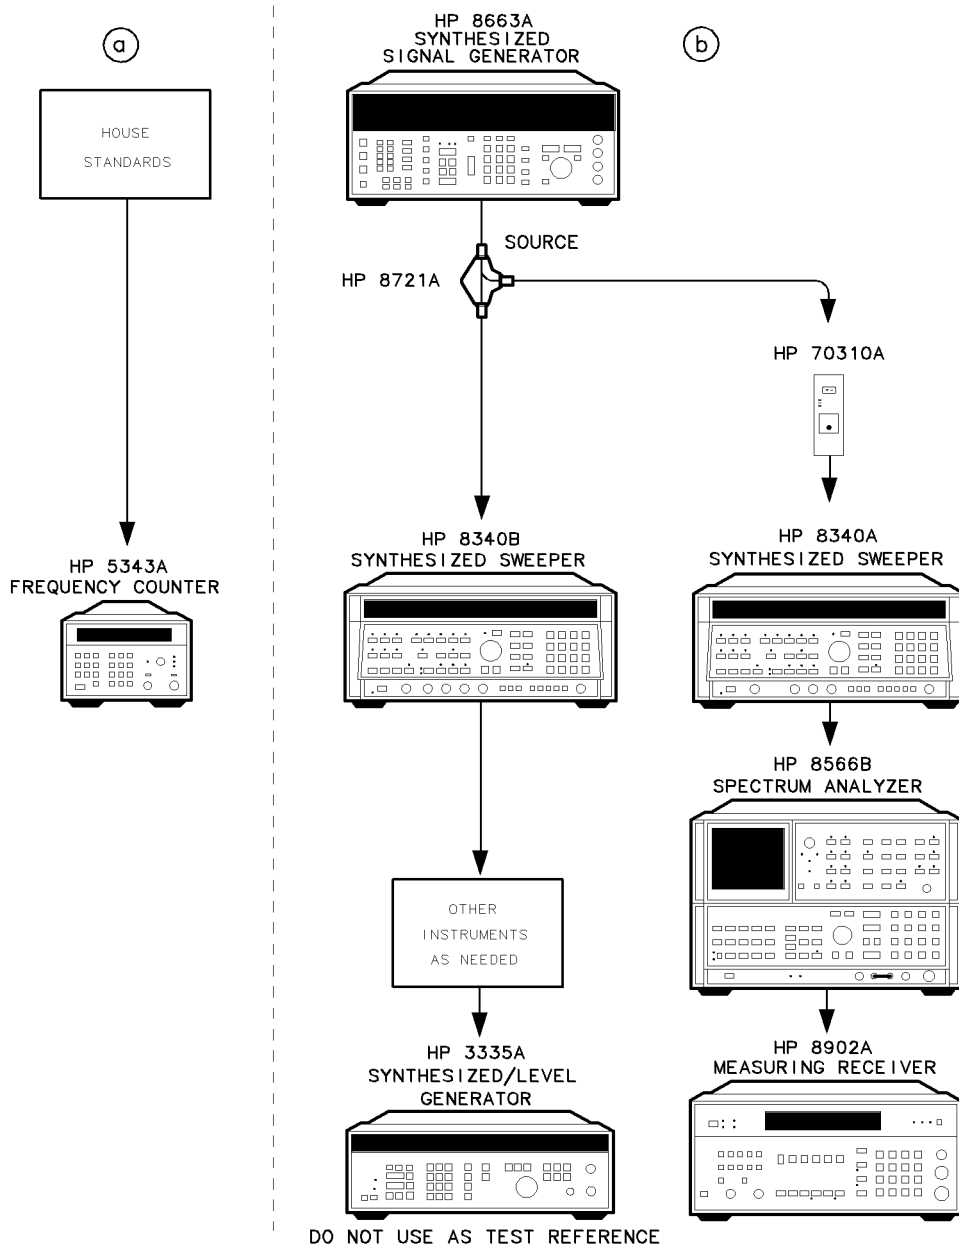 a
HOUSE
STANDARDS
HP 5343A
FREQUENCY COUNTER
b
HP 8663A
SYNTHESIZED
SIGNAL GENERATOR
SOURCE
HP 8721A
HP 70310A
HP 8340B
SYNTHESIZED SWEEPER
HP 8340A
SYNTHESIZED SWEEPER
HP 8566B
SPECTRUM ANALYZER
OTHER
INSTRUMENTS
AS NEEDED
HP 3335A
SYNTHESIZED/LEVEL
GENERATOR
HP 8902A
MEASURING RECEIVER
DO NOT USE AS TEST REFERENCE